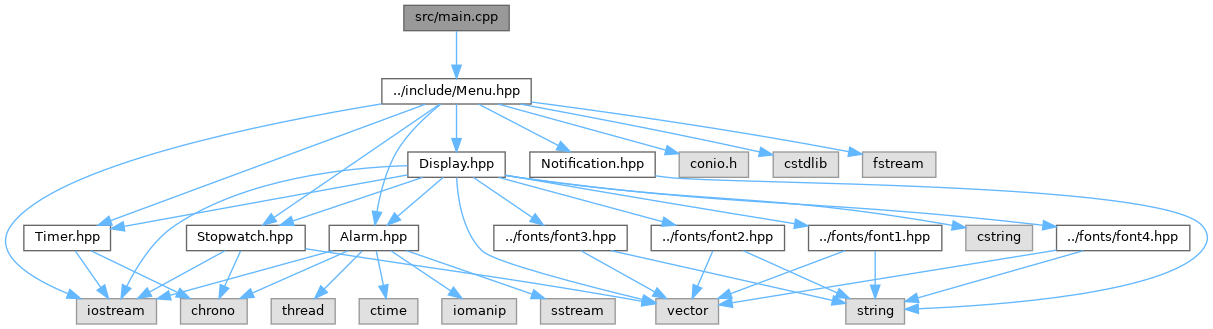 src/main.cpp
../include/Menu.hpp
Display.hpp
Notification.hpp
conio.h
cstdlib
fstream
Timer.hpp
Stopwatch.hpp
Alarm.hpp
../fonts/font3.hpp
../fonts/font2.hpp
../fonts/font1.hpp
cstring
../fonts/font4.hpp
iostream
chrono
thread
ctime
iomanip
sstream
vector
string